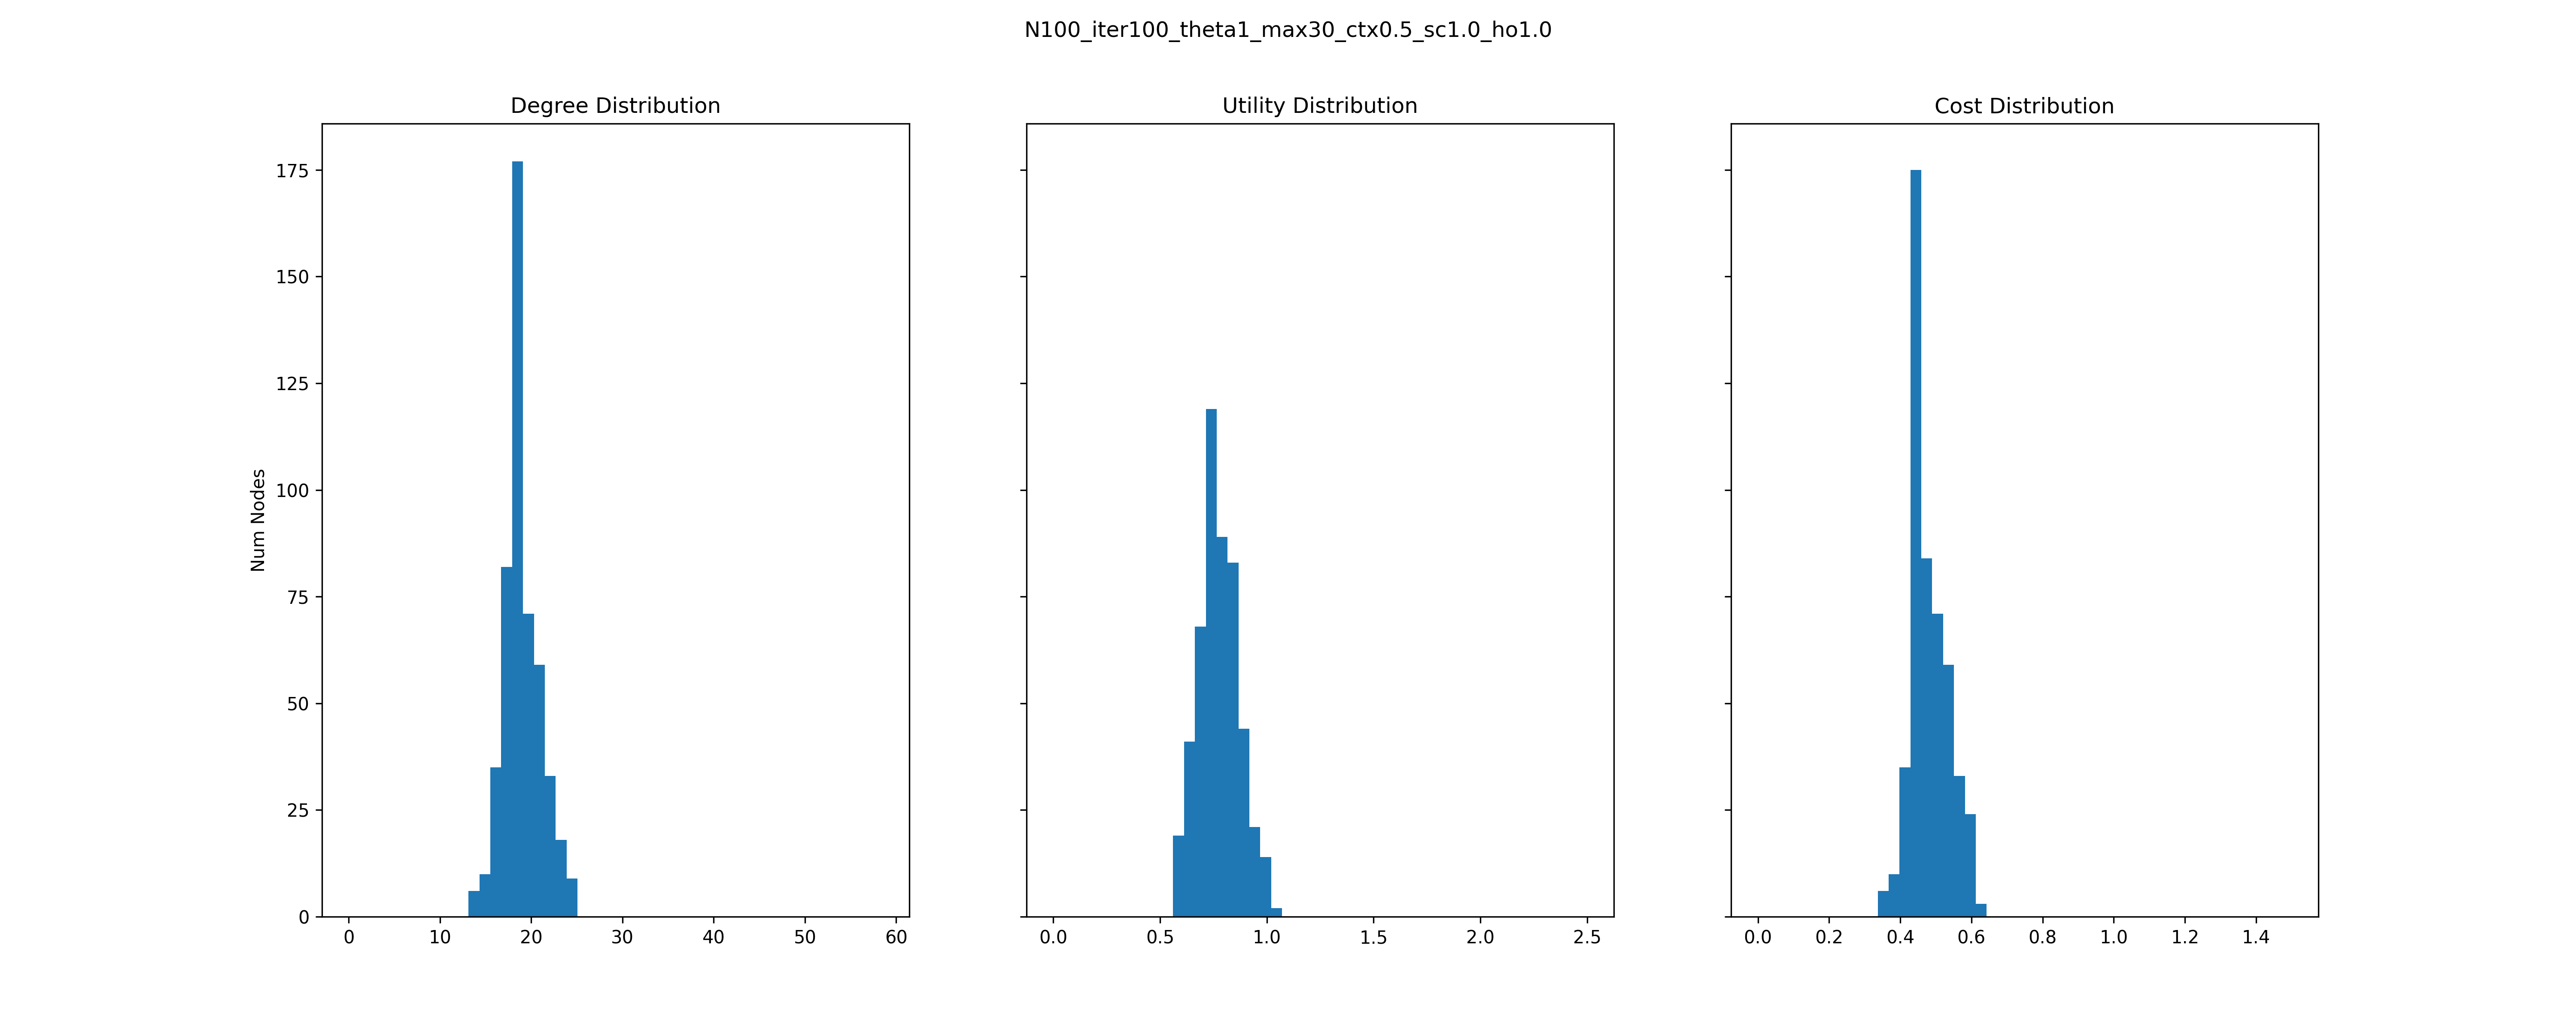 N100_iter100_theta1_max30_ctx0.5_sc1.0_ho1.0
Degree Distribution
Utility Distribution
Cost Distribution
Num Nodes
175
150
125
100
75
50
25
0
0 10 20 30 40 50 60
0.0 0.5 1.0 1.5 2.0 2.5
0.0 0.2 0.4 0.6 0.8 1.0 1.2 1.4